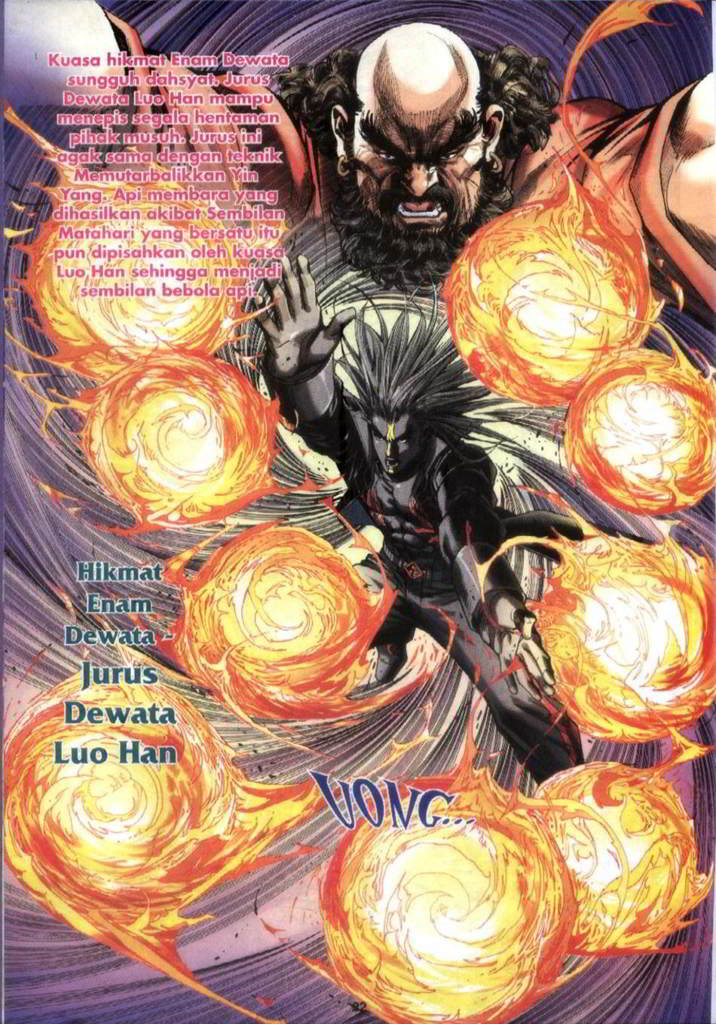 Kuasa hikmat Enam Dewata
sungguh dahsyat. Jurus
Dewata Luo Han mampu
menepis segala hentaman
pihak musuh. Jurus ini
agak sama dengan teknik
Memutarbalikkan Yin
Yang. Api membara yang
dihasilkan akibat Sembilan
Matahari yang bersatu itu
pun dipisahkan oleh kuasa
Luo Han sehingga menjadi
sembilan bebola api.
Hikmat
Enam
Dewata -
Jurus
Dewata
Luo Han
UONG...
82